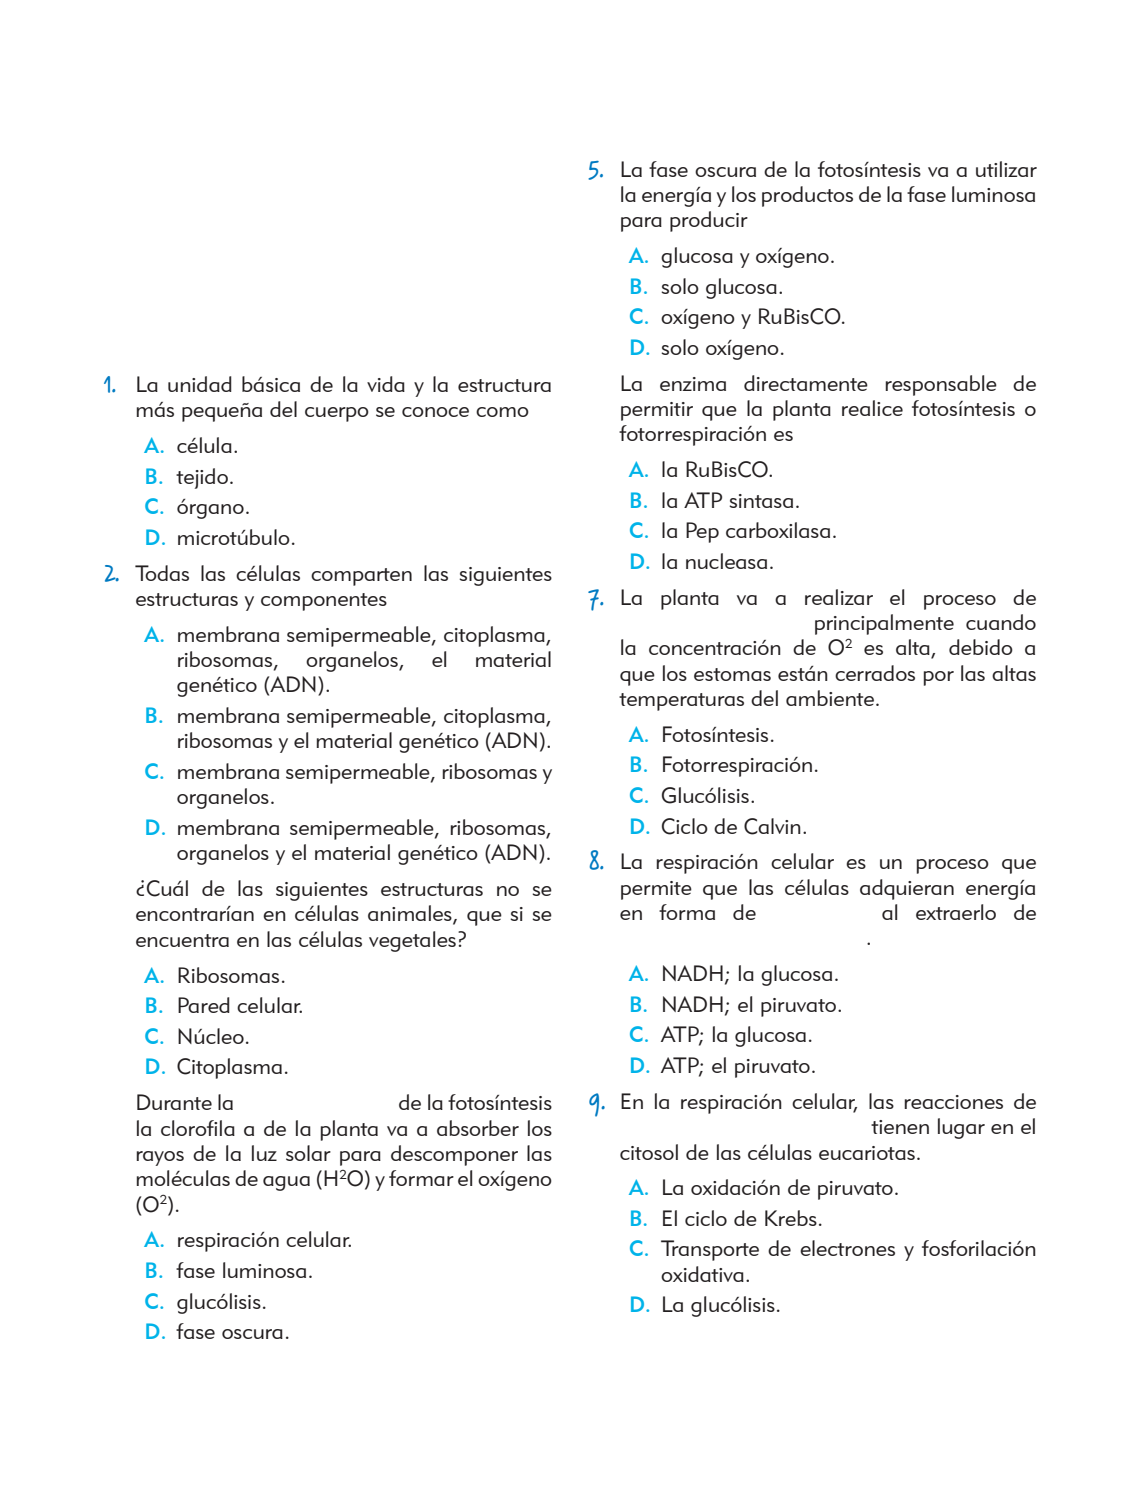 1. La unidad básica de la vida y la estructura
más pequeña del cuerpo se conoce como
A. célula.
B. tejido.
C. órgano.
D. microtúbulo.
2. Todas las células comparten las siguientes
estructuras y componentes
A. membrana semipermeable, citoplasma,
ribosomas, organelos, el material
genético (ADN).
B. membrana semipermeable, citoplasma,
ribosomas y el material genético (ADN).
C. membrana semipermeable, ribosomas y
organelos.
D. membrana semipermeable, ribosomas,
organelos y el material genético (ADN).
¿Cuál de las siguientes estructuras no se
encontrarían en células animales, que si se
encuentra en las células vegetales?
A. Ribosomas.
B. Pared celular.
C. Núcleo.
D. Citoplasma.
Durante la de la fotosíntesis
la clorofila a de la planta va a absorber los
rayos de la luz solar para descomponer las
moléculas de agua (H²O) y formar el oxígeno
(O²).
A. respiración celular.
B. fase luminosa.
C. glucólisis.
D. fase oscura.
5. La fase oscura de la fotosíntesis va a utilizar
la energía y los productos de la fase luminosa
para producir
A. glucosa y oxígeno.
B. solo glucosa.
C. oxígeno y RuBisCO.
D. solo oxígeno.
La enzima directamente responsable de
permitir que la planta realice fotosíntesis o
fotorrespiración es
A. la RuBisCO.
B. la ATP sintasa.
C. la Pep carboxilasa.
D. la nucleasa.
7. La planta va a realizar el proceso de
principalmente cuando
la concentración de O² es alta, debido a
que los estomas están cerrados por las altas
temperaturas del ambiente.
A. Fotosíntesis.
B. Fotorrespiración.
C. Glucólisis.
D. Ciclo de Calvin.
8. La respiración celular es un proceso que
permite que las células adquieran energía
en forma de al extraerlo de
.
A. NADH; la glucosa.
B. NADH; el piruvato.
C. ATP; la glucosa.
D. ATP; el piruvato.
9. En la respiración celular, las reacciones de
tienen lugar en el
citosol de las células eucariotas.
A. La oxidación de piruvato.
B. El ciclo de Krebs.
C. Transporte de electrones y fosforilación
oxidativa.
D. La glucólisis.